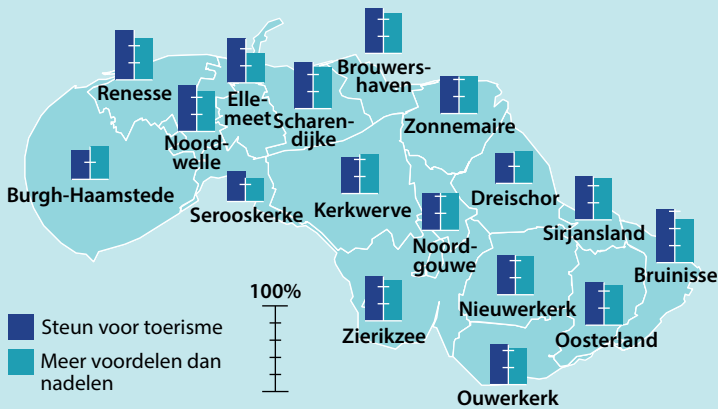 Brouwers-
haven
Renesse
Elle-
meet
Scharen-
dijke
Zonnemaire
Noord-
welle
Burgh-Haamstede
Serooskerke
Kerkwerve
Dreischor
Sirjansland
Noord-
gouwe
Bruinisse
100%
Nieuwerkerk
Steun voor toerisme
Zierikzee
Oosterland
Meer voordelen dan
nadelen
Ouwerkerk